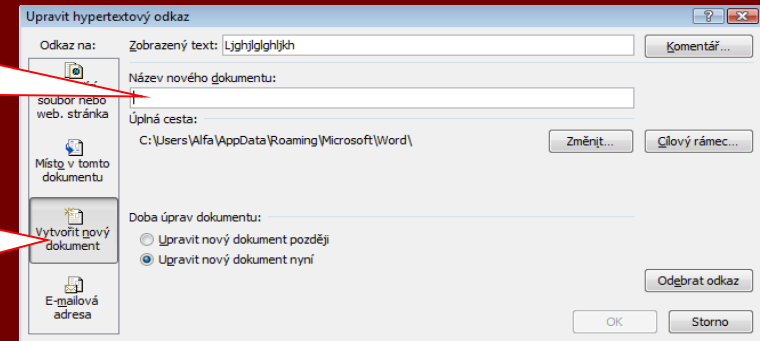 Upravit hypertextový odkaz
Odkaz na:
Zobrazený text: Ljghjlglghljkh
Komentář...
soubor nebo
web. stránka
Název nového dokumentu:
Úplná cesta:
C:\Users\Alfa\AppData\Roaming\Microsoft\Word\
Změnit...
Cílový rámec...
Místo v tomto
dokumentu
Vytvořit nový
dokument
Doba úprav dokumentu:
Upravit nový dokument později
Upravit nový dokument nyní
E-mailová
adresa
Odebrat odkaz
OK
Storno